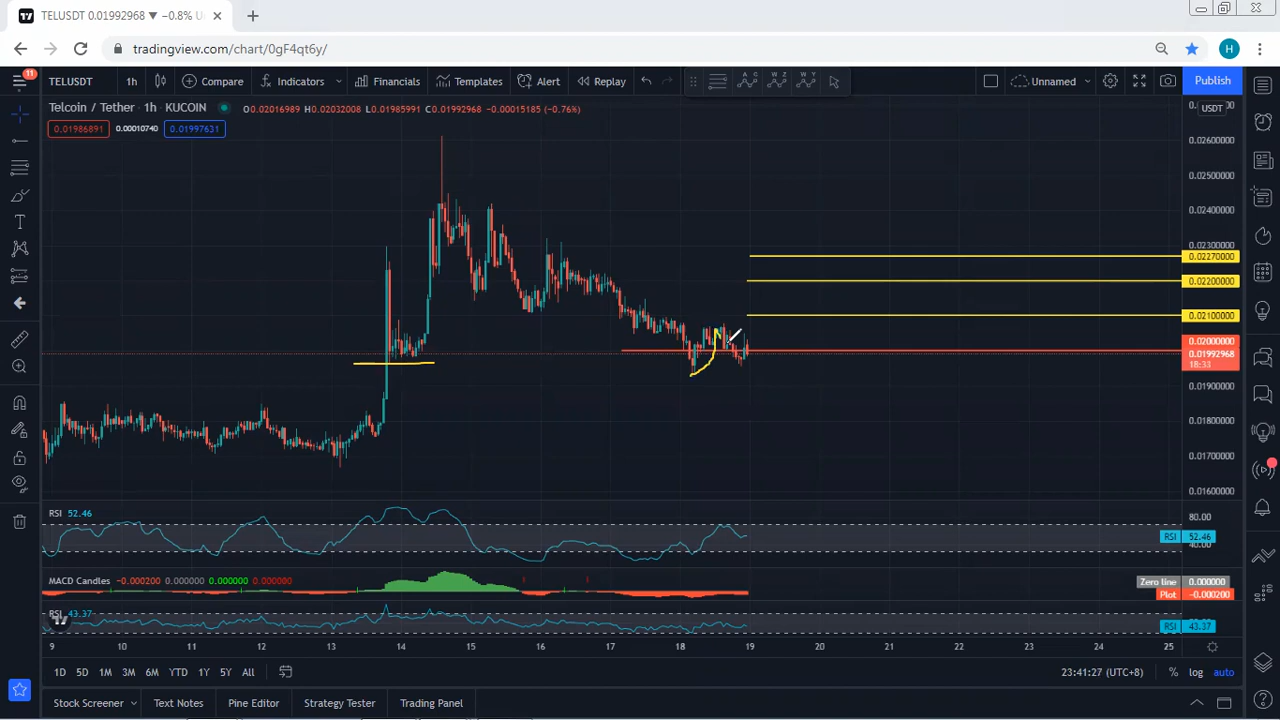 TELUSDT 0.01992968 ▼ −0.8% U
tradingview.com/chart/0gF4qt6y/
H
11
TELUSDT 1h Compare Indicators Financials Templates Alert Replay Unnamed Publish
Telcoin / Tether · 1h · KUCOIN O0.02016989 H0.02032008 L0.01985991 C0.01992968 −0.00015185 (−0.76%)
USDT
0.01986891 0.00010740 0.01997631
0.02600000
0.02500000
0.02400000
0.02300000
0.02270000
0.02200000
0.02100000
0.02000000
0.01992968
18:33
0.01900000
0.01800000
0.01700000
0.01600000
RSI 52.46
80.00
RSI 52.46
40.00
MACD Candles −0.000200 0.000000 0.000000 0.000000
Zero line 0.000000
Plot −0.000200
RSI 43.37
RSI 43.37
9 10 11 12 13 14 15 16 17 18 19 20 21 22 23 24 25
1D 5D 1M 3M 6M YTD 1Y 5Y All 23:41:27 (UTC+8) % log auto
Stock Screener Text Notes Pine Editor Strategy Tester Trading Panel